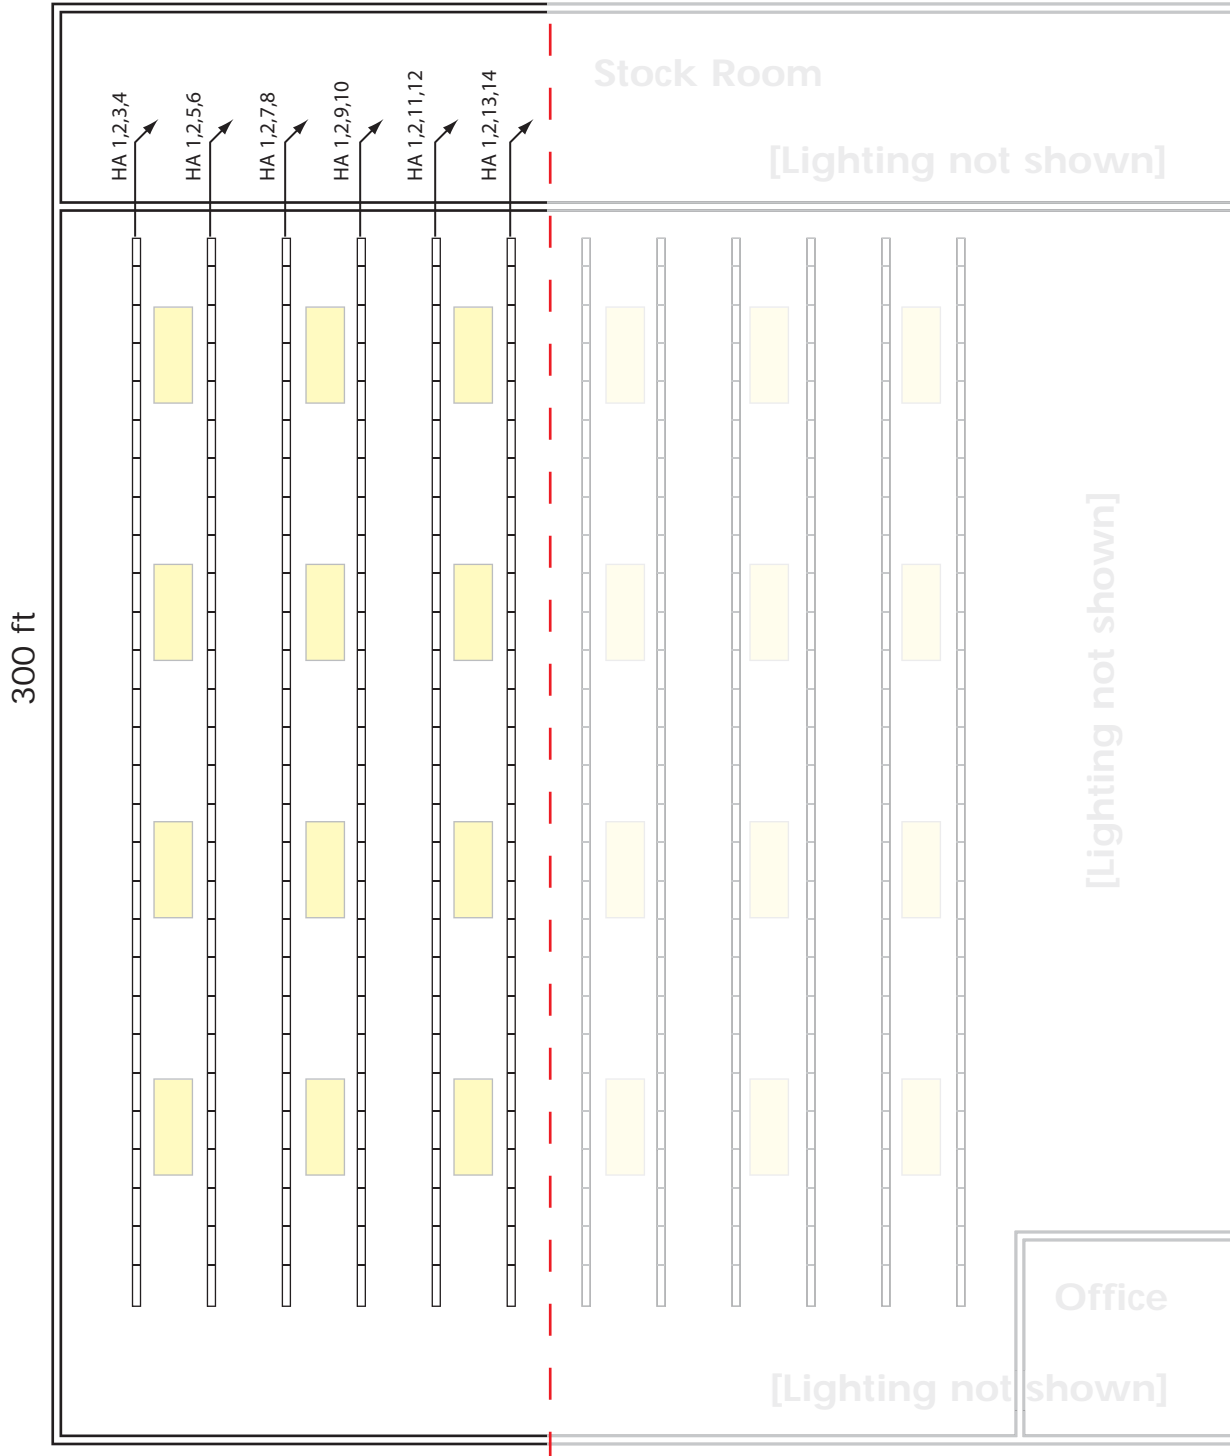 HA 1,2,3,4
HA 1,2,5,6
HA 1,2,7,8
HA 1,2,9,10
HA 1,2,11,12
HA 1,2,13,14
Stock Room
[Lighting not shown]
300 ft
[Lighting not shown]
Office
[Lighting not shown]